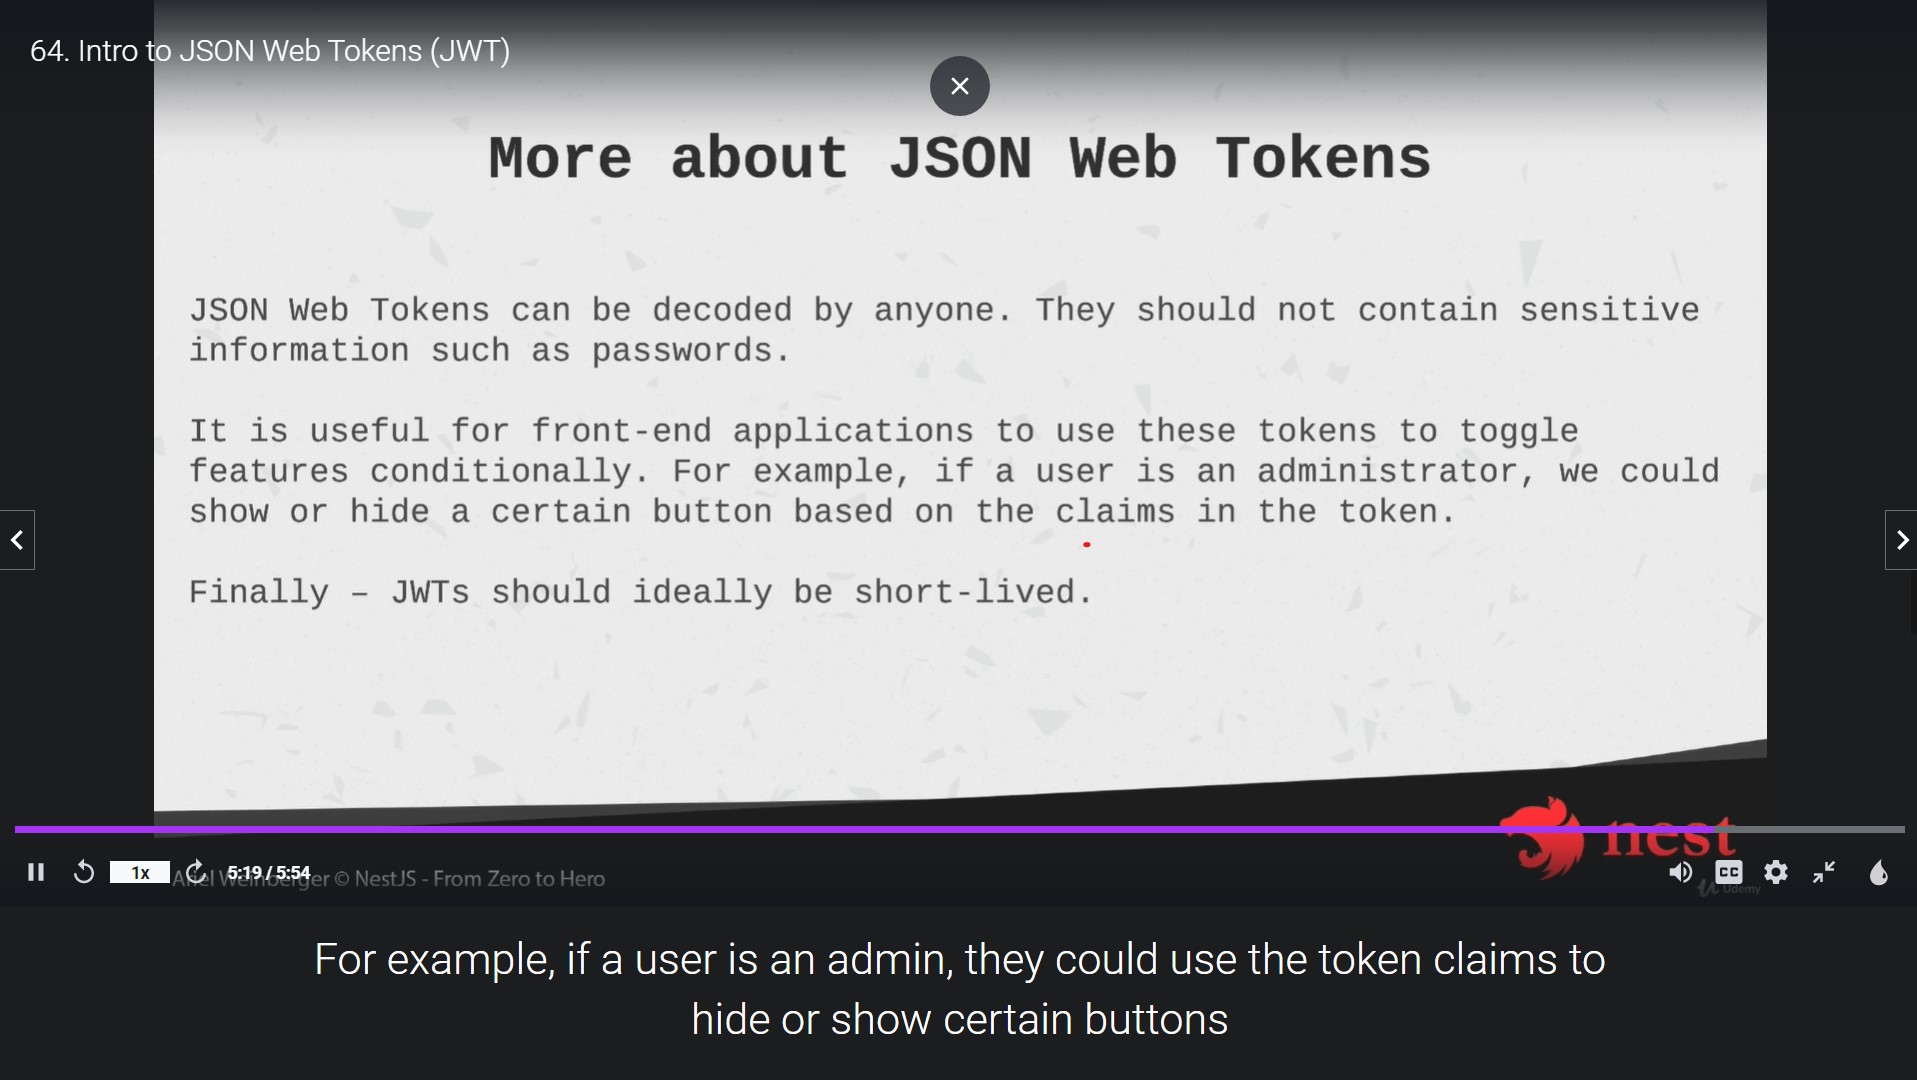 64. Intro to JSON Web Tokens (JWT)
More about JSON Web Tokens
JSON Web Tokens can be decoded by anyone. They should not contain sensitive
information such as passwords.
It is useful for front-end applications to use these tokens to toggle
features conditionally. For example, if a user is an administrator, we could
show or hide a certain button based on the claims in the token.
Finally – JWTs should ideally be short-lived.
nest
1x
5:19 / 5:54
Ariel Weinberger © NestJS - From Zero to Hero
CC
Udemy
For example, if a user is an admin, they could use the token claims to
hide or show certain buttons